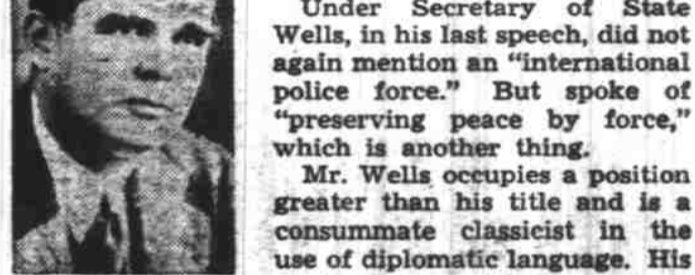 Under Secretary of State
Wells, in his last speech, did not
again mention an “international
police force.” But spoke of
“preserving peace by force,”
which is another thing.
Mr. Wells occupies a position
greater than his title and is a
consummate classicist in the
use of diplomatic language. His